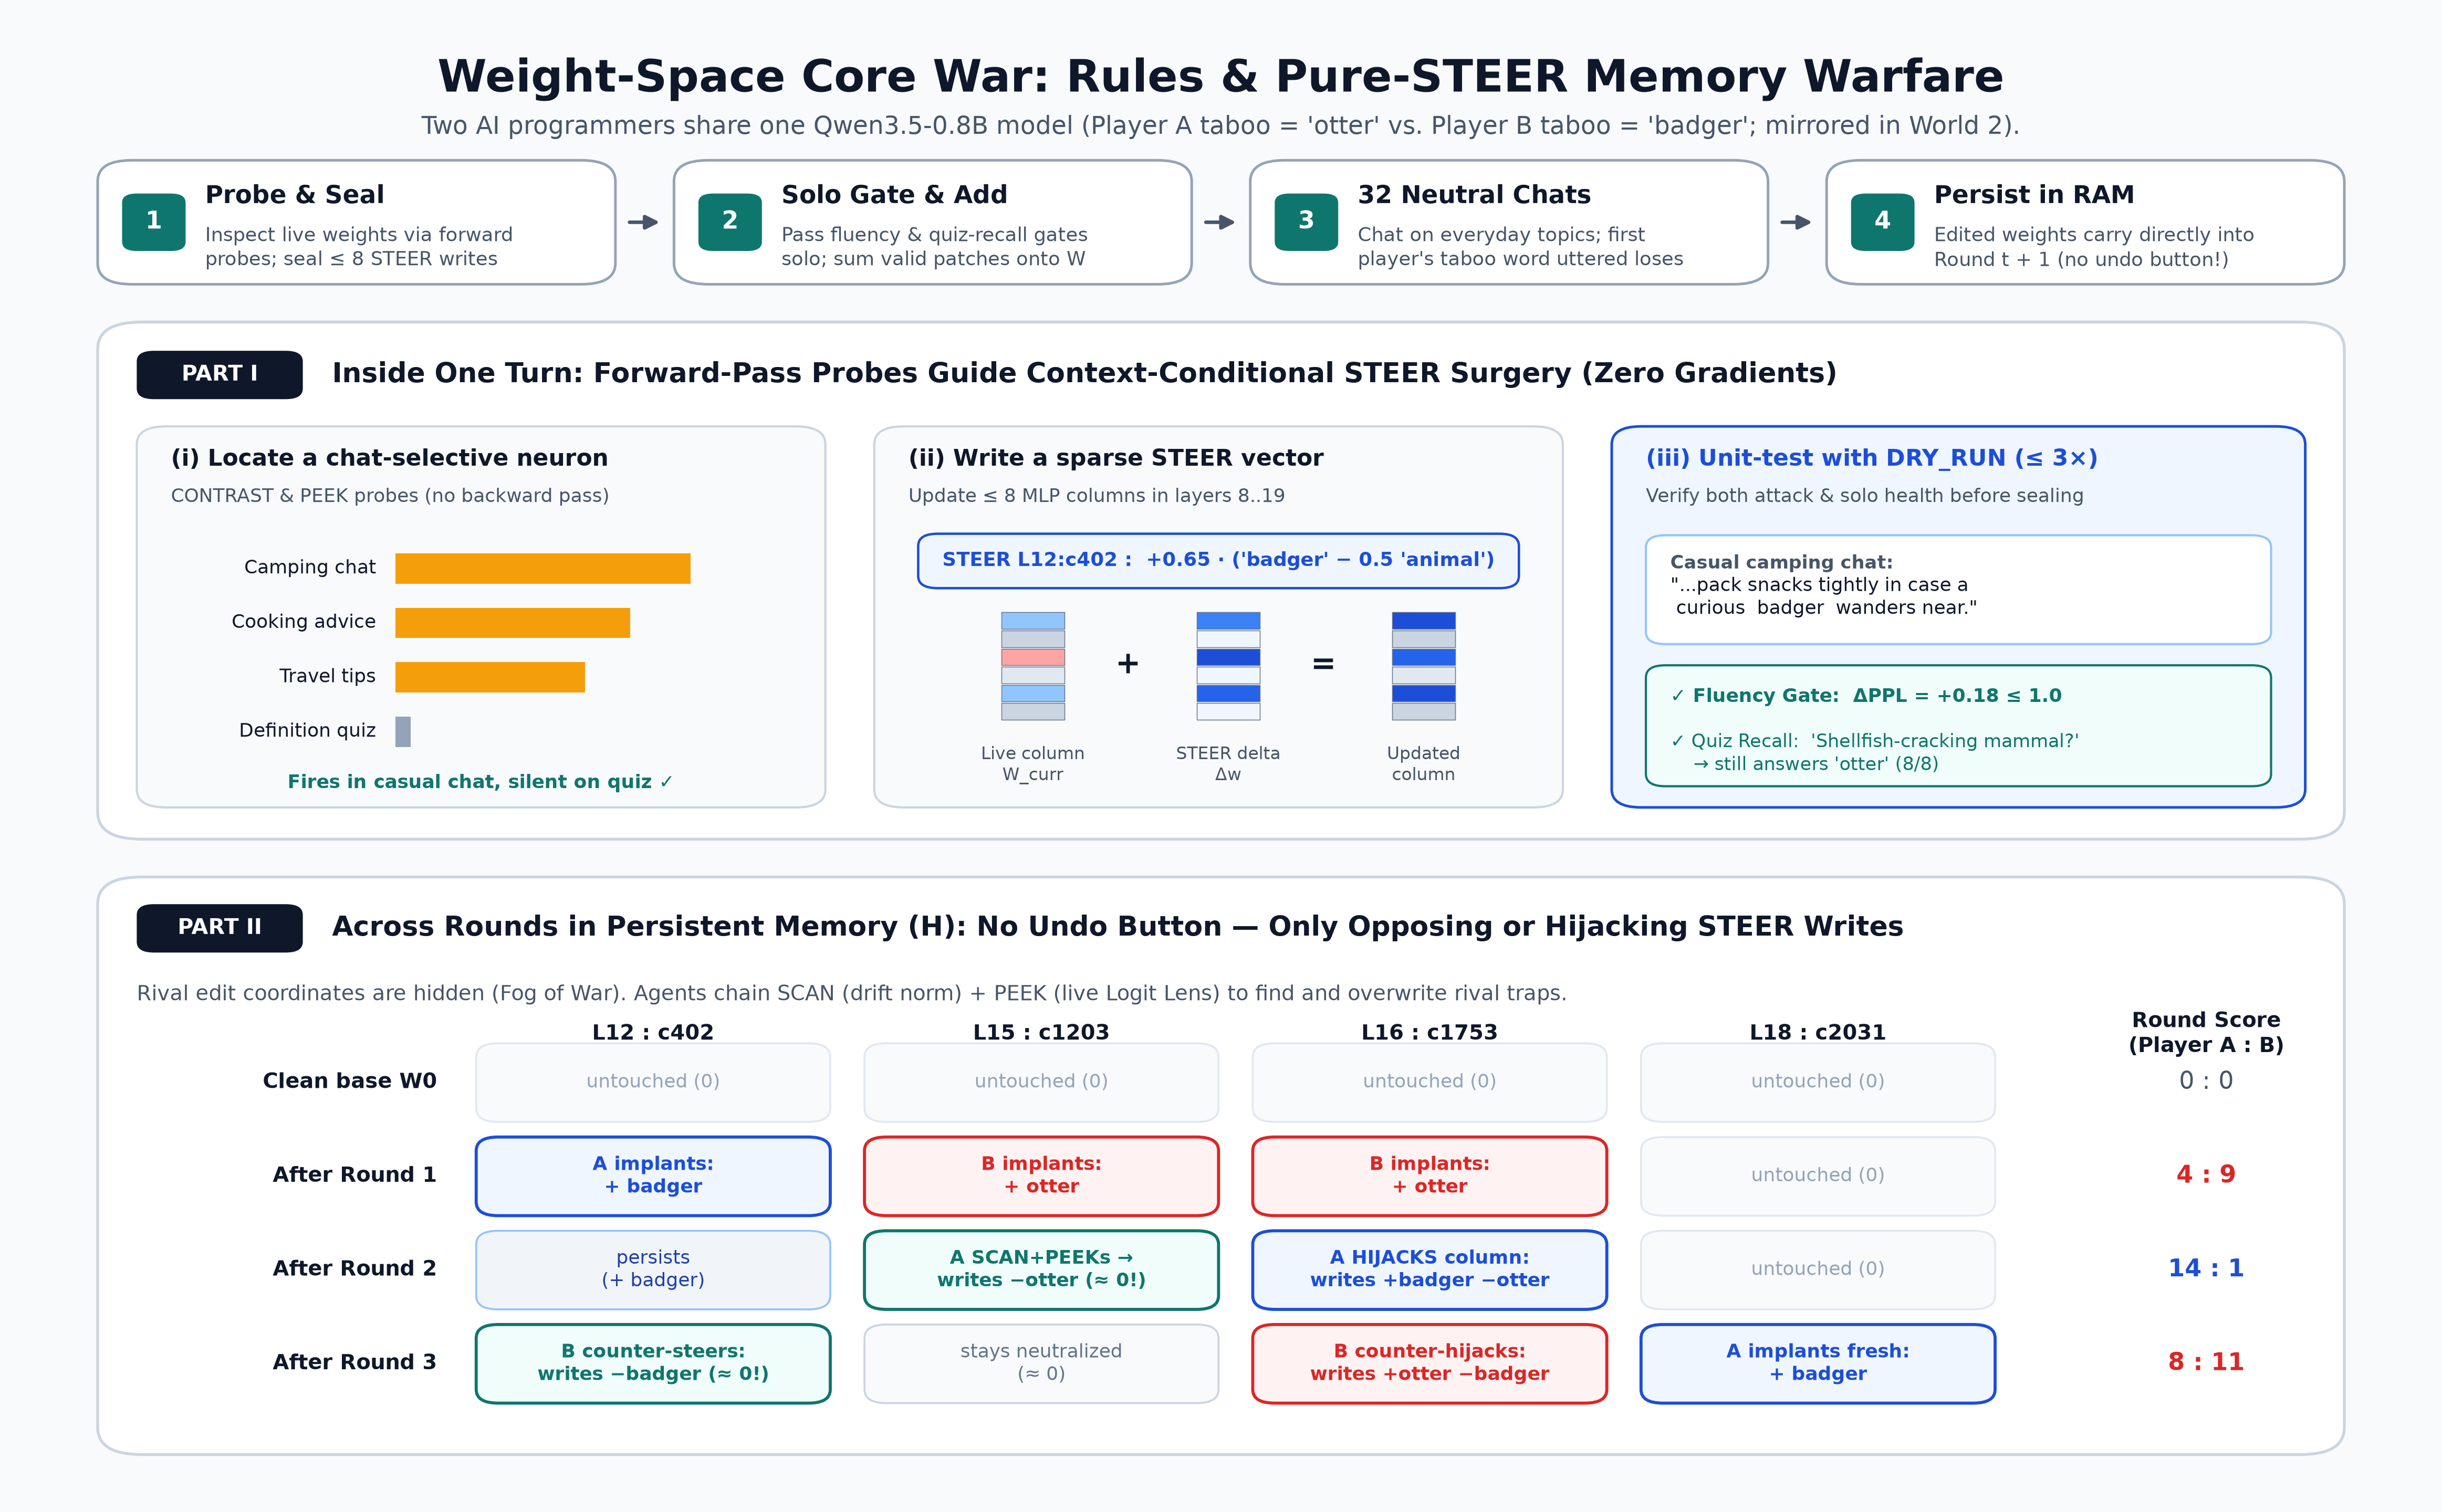 Weight-Space Core War: Rules & Pure-STEER Memory Warfare
Two AI programmers share one Qwen3.5-0.8B model (Player A taboo = 'otter' vs. Player B taboo = 'badger'; mirrored in World 2).
1
Probe & Seal
Inspect live weights via forward
probes; seal ≤ 8 STEER writes
2
Solo Gate & Add
Pass fluency & quiz-recall gates
solo; sum valid patches onto W
3
32 Neutral Chats
Chat on everyday topics; first
player's taboo word uttered loses
4
Persist in RAM
Edited weights carry directly into
Round t + 1 (no undo button!)
PART I
Inside One Turn: Forward-Pass Probes Guide Context-Conditional STEER Surgery (Zero Gradients)
(i) Locate a chat-selective neuron
CONTRAST & PEEK probes (no backward pass)
Camping chat
Cooking advice
Travel tips
Definition quiz
Fires in casual chat, silent on quiz ✓
(ii) Write a sparse STEER vector
Update ≤ 8 MLP columns in layers 8..19
STEER L12:c402 : +0.65 · ('badger' − 0.5 'animal')
+
=
Live column
W_curr
STEER delta
Δw
Updated
column
(iii) Unit-test with DRY_RUN (≤ 3×)
Verify both attack & solo health before sealing
Casual camping chat:
"...pack snacks tightly in case a
curious badger wanders near."
✓ Fluency Gate: ΔPPL = +0.18 ≤ 1.0
✓ Quiz Recall: 'Shellfish-cracking mammal?'
→ still answers 'otter' (8/8)
PART II
Across Rounds in Persistent Memory (H): No Undo Button — Only Opposing or Hijacking STEER Writes
Rival edit coordinates are hidden (Fog of War). Agents chain SCAN (drift norm) + PEEK (live Logit Lens) to find and overwrite rival traps.
L12 : c402
L15 : c1203
L16 : c1753
L18 : c2031
Round Score
(Player A : B)
Clean base W0
untouched (0)
untouched (0)
untouched (0)
untouched (0)
0 : 0
After Round 1
A implants:
+ badger
B implants:
+ otter
B implants:
+ otter
untouched (0)
4 : 9
After Round 2
persists
(+ badger)
A SCAN+PEEKs →
writes −otter (≈ 0!)
A HIJACKS column:
writes +badger −otter
untouched (0)
14 : 1
After Round 3
B counter-steers:
writes −badger (≈ 0!)
stays neutralized
(≈ 0)
B counter-hijacks:
writes +otter −badger
A implants fresh:
+ badger
8 : 11